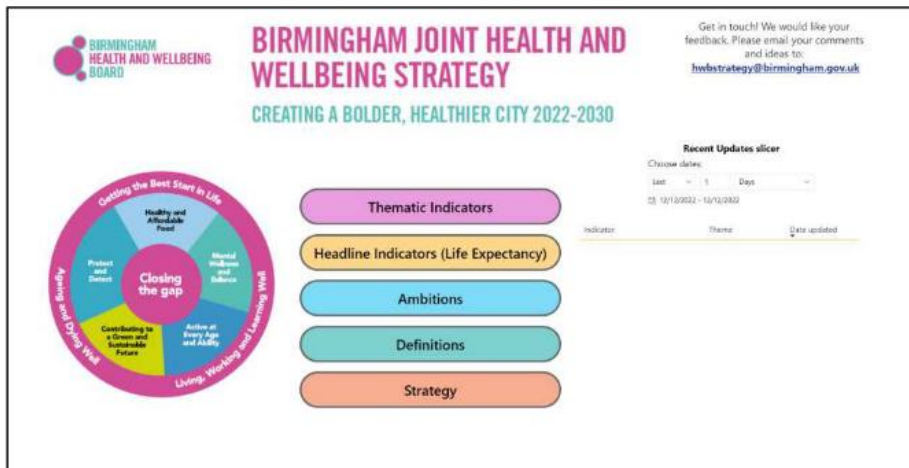 BIRMINGHAM
HEALTH AND WELLBEING
BOARD
BIRMINGHAM JOINT HEALTH AND
WELLBEING STRATEGY
CREATING A BOLDER, HEALTHIER CITY 2022-2030
Get in touch! We would like your
feedback. Please email your comments
and ideas to:
hwbstrategy@birmingham.gov.uk
Recent Updates slicer
Choose dates:
Last 1 Days
12/12/2022 - 12/12/2022
Indicator Theme Date updated
Getting the Best Start in Life
Healthy and
Affordable
Food
Mental
Wellness
and
Balance
Active at
Every Age
and Ability
Contributing to
a Green and
Sustainable
Future
Protect
and
Detect
Closing
the gap
Living, Working and Learning Well
Ageing and Dying Well
Thematic Indicators
Headline Indicators (Life Expectancy)
Ambitions
Definitions
Strategy